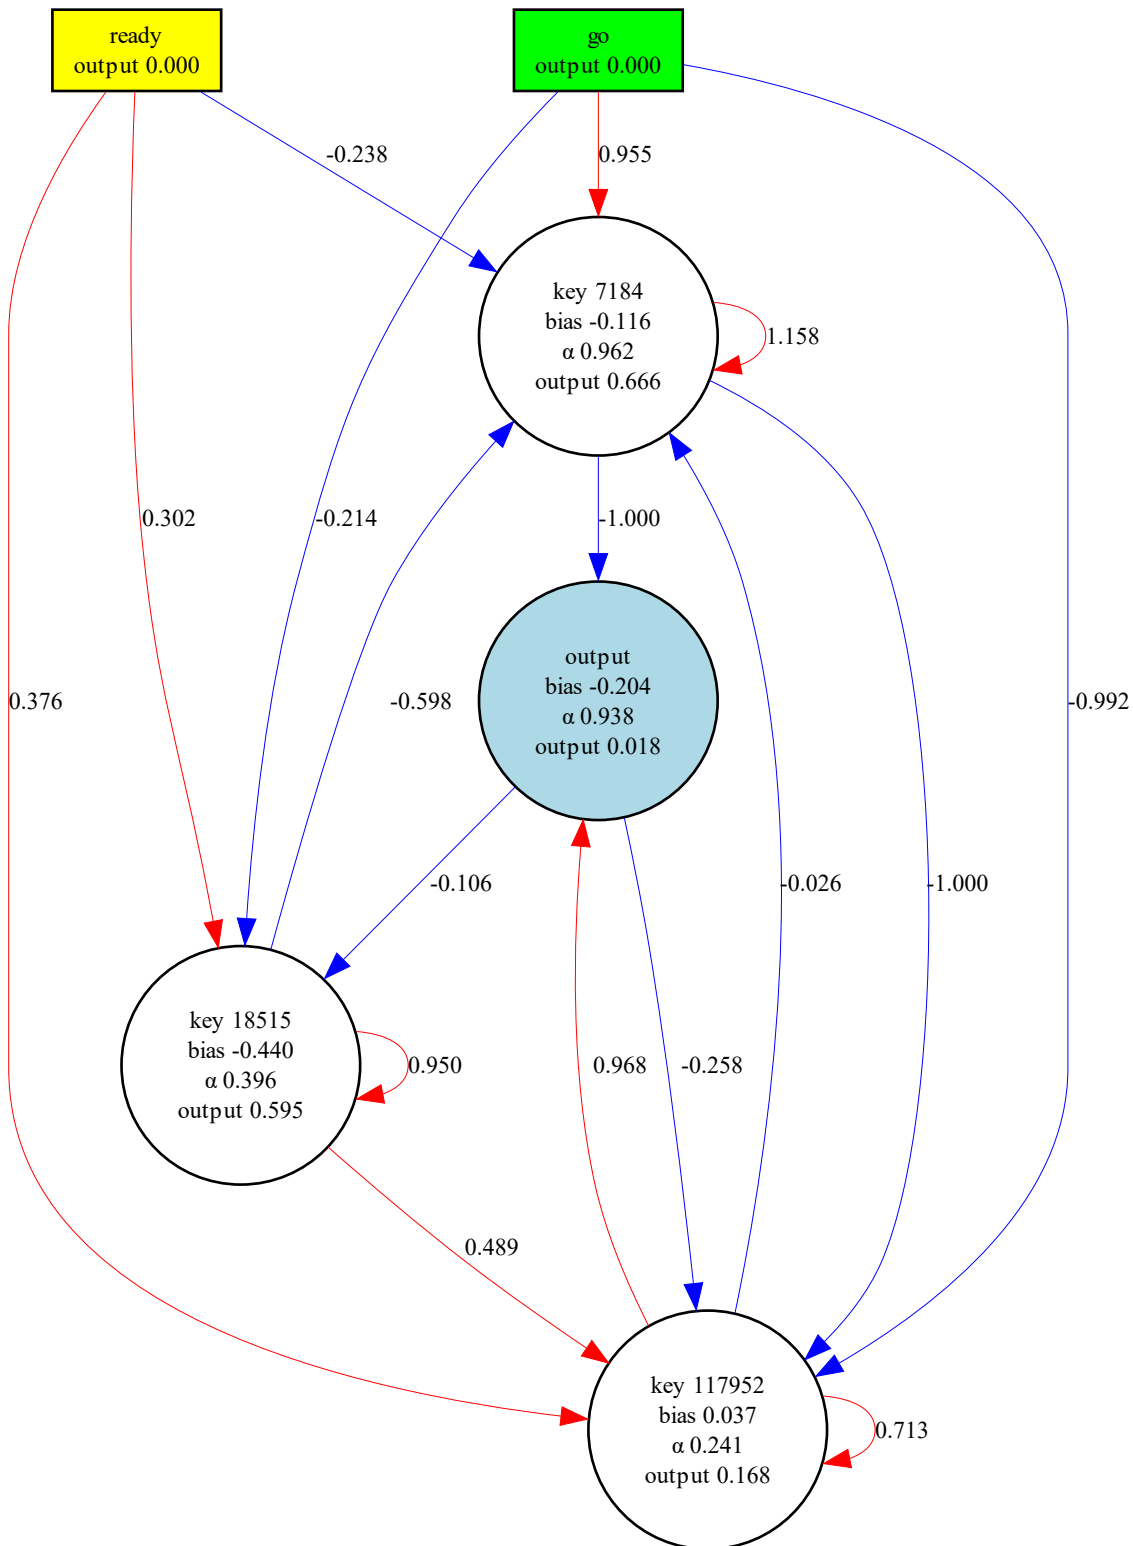 ready
output 0.000
go
output 0.000
-0.238
0.955
key 7184
bias -0.116
α 0.962
output 0.666
1.158
0.302
-0.214
-1.000
output
bias -0.204
α 0.938
output 0.018
0.376
-0.598
-0.992
-0.106
-0.026
-1.000
key 18515
bias -0.440
α 0.396
output 0.595
0.950
0.968
-0.258
0.489
key 117952
bias 0.037
α 0.241
output 0.168
0.713